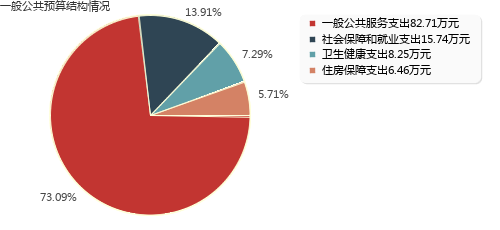 一般公共预算结构情况
13.91%
7.29%
5.71%
73.09%
一般公共服务支出82.71万元
社会保障和就业支出15.74万元
卫生健康支出8.25万元
住房保障支出6.46万元